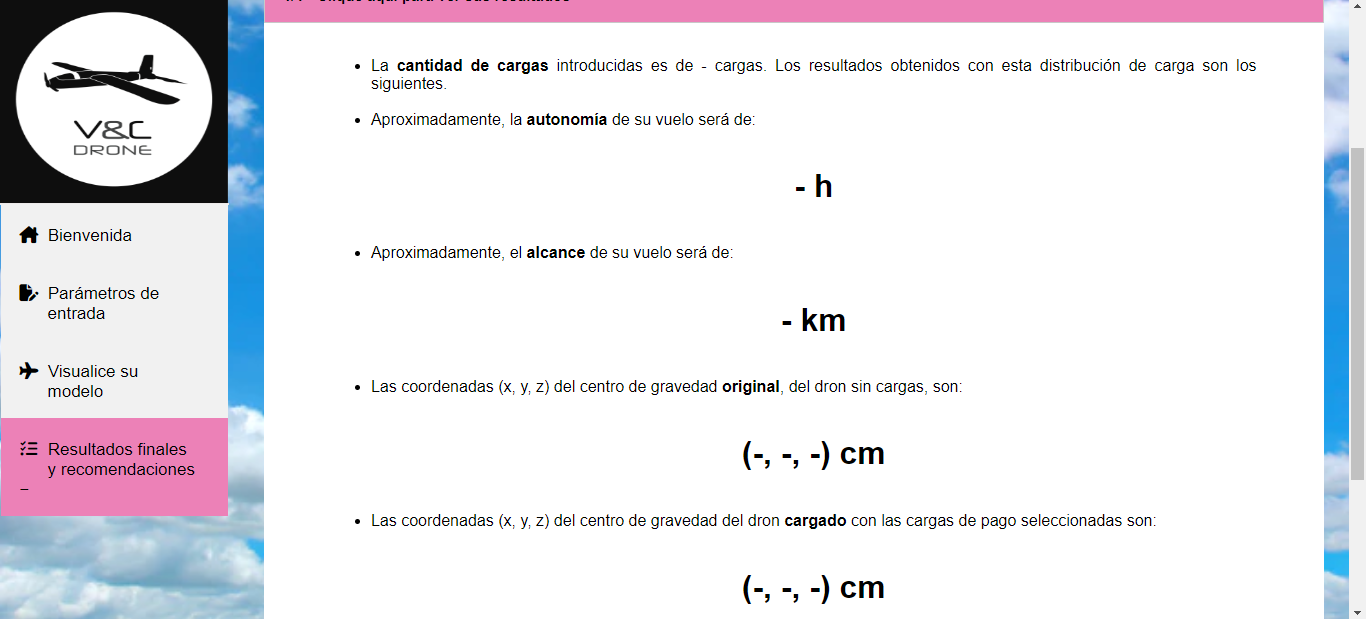 V&C
DRONE
Bienvenida
Parámetros de
entrada
Visualice su
modelo
Resultados finales
y recomendaciones
La cantidad de cargas introducidas es de - cargas. Los resultados obtenidos con esta distribución de carga son los
siguientes.
Aproximadamente, la autonomía de su vuelo será de:
- h
Aproximadamente, el alcance de su vuelo será de:
- km
Las coordenadas (x, y, z) del centro de gravedad original, del dron sin cargas, son:
(-, -, -) cm
Las coordenadas (x, y, z) del centro de gravedad del dron cargado con las cargas de pago seleccionadas son:
(-, -, -) cm